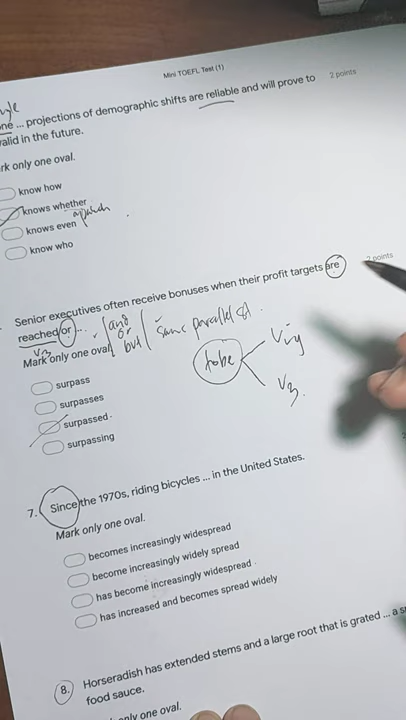 Mini TOEFL Test (1)
ne ... projections of demographic shifts are reliable and will prove to
2 points
valid in the future.
rk only one oval.
know how
knows whether
knows even
know who
Senior executives often receive bonuses when their profit targets are
2 points
reached or ...
and
or
but
same parallel st.
V3
Mark only one oval.
tobe
Ving
V3.
surpass
surpasses
surpassed
surpassing
7. Since the 1970s, riding bicycles ... in the United States.
Mark only one oval.
becomes increasingly widespread
become increasingly widely spread
has become increasingly widespread
has increased and becomes spread widely
8. Horseradish has extended stems and a large root that is grated ... a s
food sauce.
only one oval.